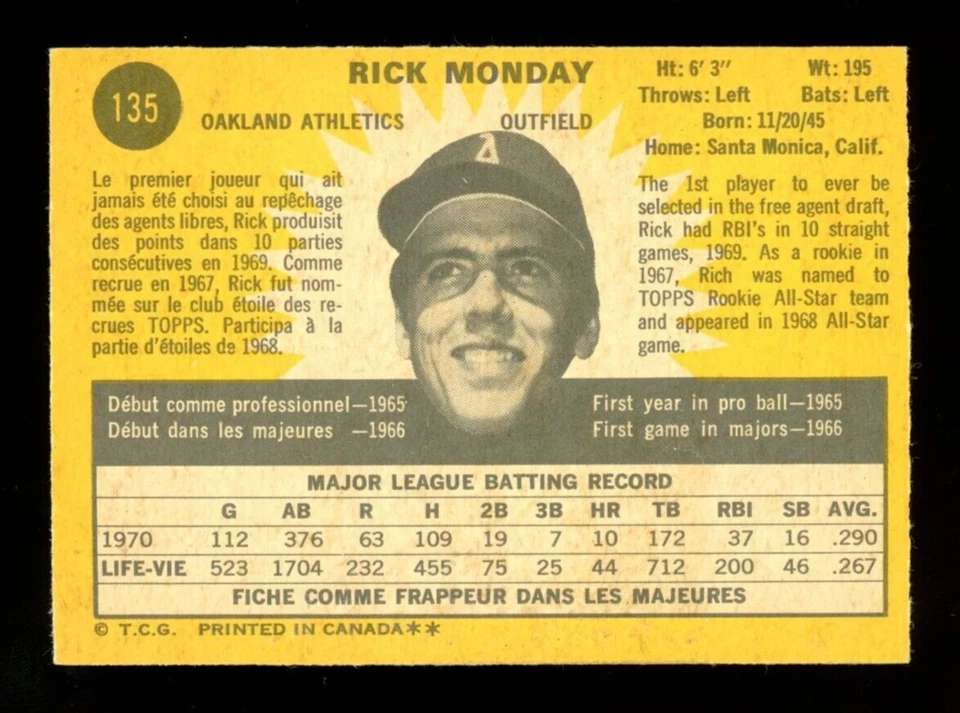 135
RICK MONDAY
OAKLAND ATHLETICS OUTFIELD
Ht: 6' 3" Wt: 195
Throws: Left Bats: Left
Born: 11/20/45
Home: Santa Monica, Calif.
A
Le premier joueur qui ait
jamais été choisi au repêchage
des agents libres, Rick produisit
des points dans 10 parties
consécutives en 1969. Comme
recrue en 1967, Rick fut nom-
mée sur le club étoile des re-
crues TOPPS. Participa à la
partie d'étoiles de 1968.
The 1st player to ever be
selected in the free agent draft,
Rick had RBI's in 10 straight
games, 1969. As a rookie in
1967, Rich was named to
TOPPS Rookie All-Star team
and appeared in 1968 All-Star
game.
Début comme professionnel—1965
Début dans les majeures —1966
First year in pro ball—1965
First game in majors—1966
MAJOR LEAGUE BATTING RECORD
G AB R H 2B 3B HR TB RBI SB AVG.
1970 112 376 63 109 19 7 10 172 37 16 .290
LIFE-VIE 523 1704 232 455 75 25 44 712 200 46 .267
FICHE COMME FRAPPEUR DANS LES MAJEURES
© T.C.G. PRINTED IN CANADA**